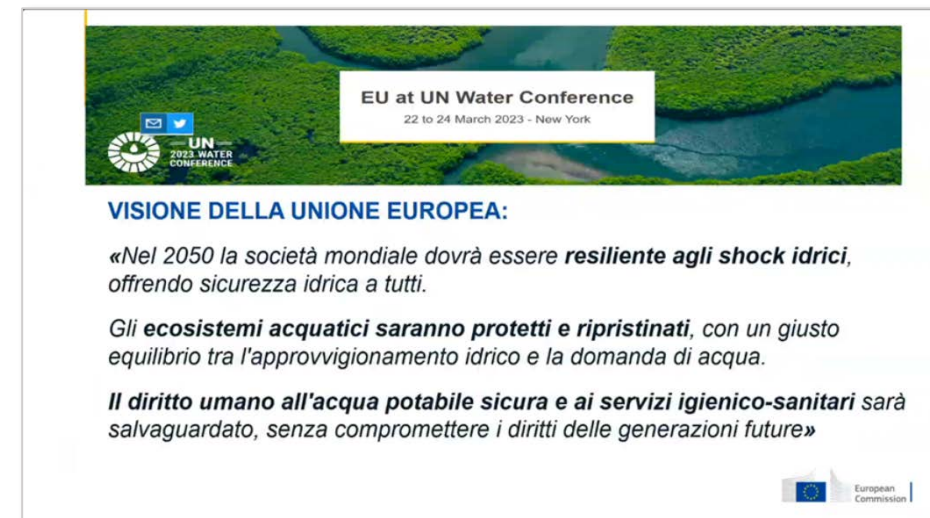 EU at UN Water Conference
22 to 24 March 2023 - New York
UN
2023 WATER
CONFERENCE
VISIONE DELLA UNIONE EUROPEA:
«Nel 2050 la società mondiale dovrà essere resiliente agli shock idrici,
offrendo sicurezza idrica a tutti.
Gli ecosistemi acquatici saranno protetti e ripristinati, con un giusto
equilibrio tra l'approvvigionamento idrico e la domanda di acqua.
Il diritto umano all'acqua potabile sicura e ai servizi igienico-sanitari sarà
salvaguardato, senza compromettere i diritti delle generazioni future»
European
Commission